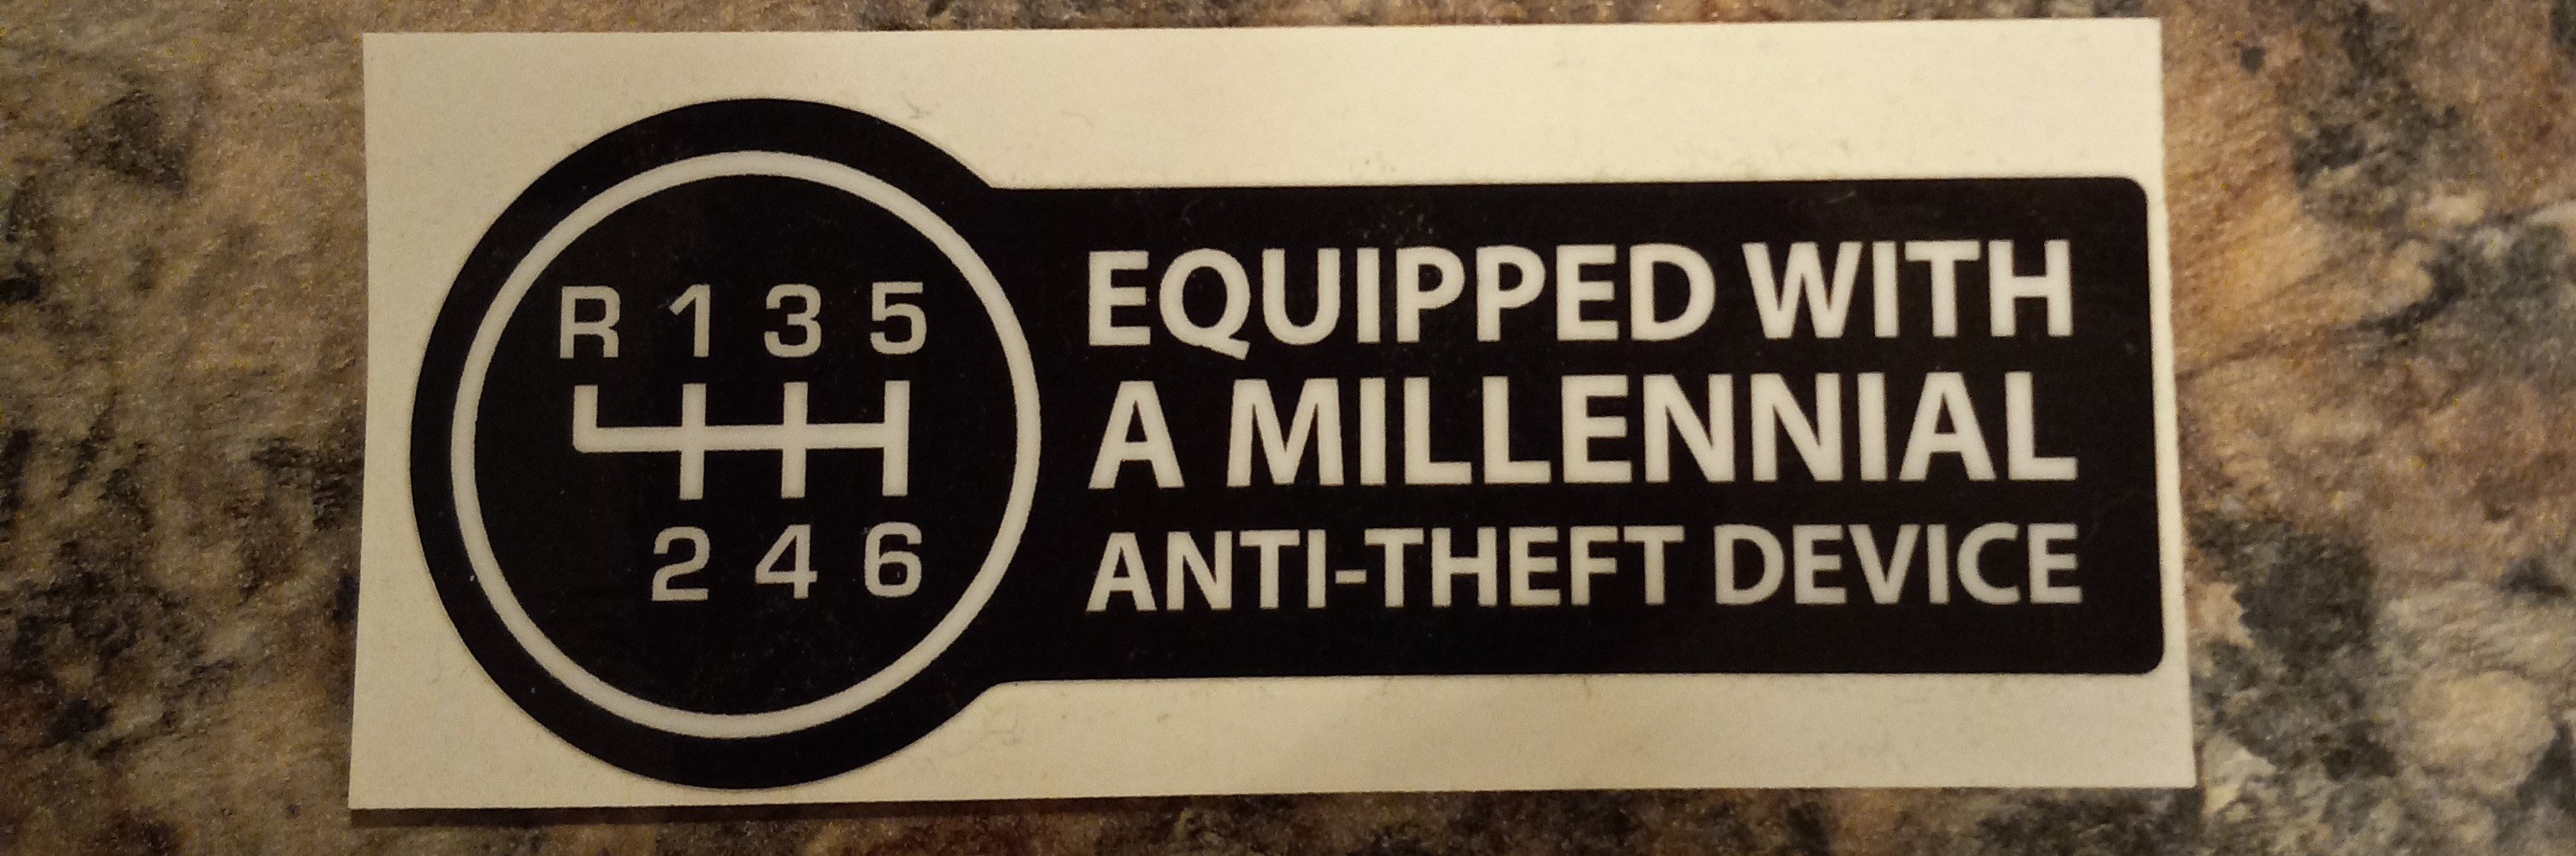 R 1 3 5
2 4 6
EQUIPPED WITH
A MILLENNIAL
ANTI-THEFT DEVICE